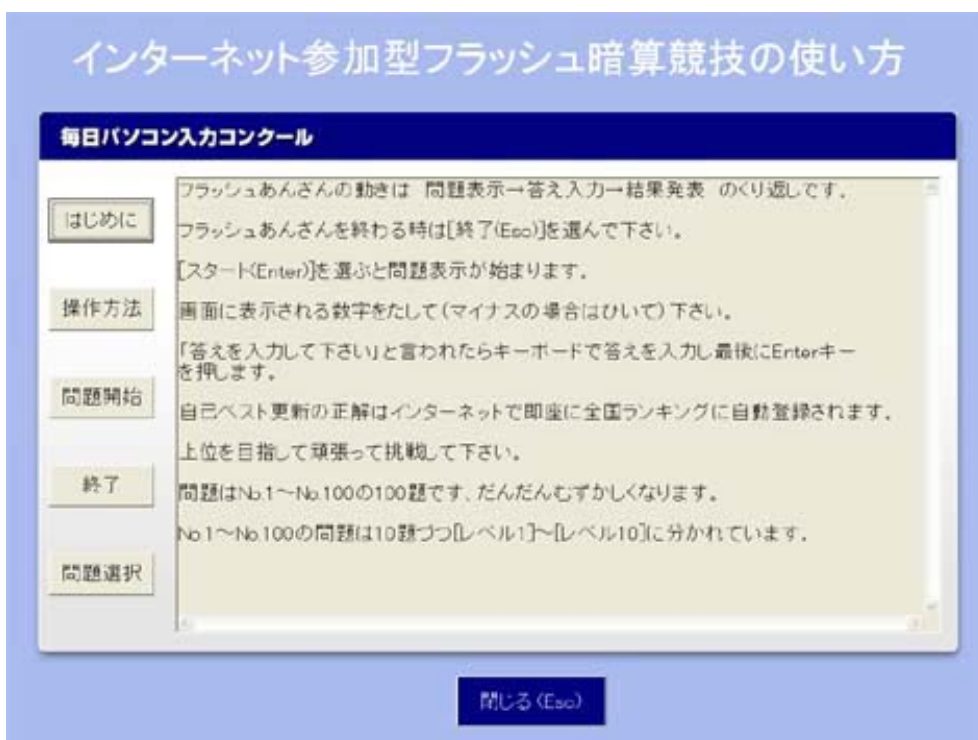 インターネット参加型フラッシュ暗算競技の使い方
毎日パソコン入力コンクール
はじめに
操作方法
問題開始
終了
問題選択
フラッシュあんざんの動きは 問題表示→答え入力→結果発表 のくり返しです.
フラッシュあんざんを終わる時は[終了(Esc)]を選んで下さい。
[スタート(Enter)]を選ぶと問題表示が始まります.
画面に表示される数字をたして(マイナスの場合はひいて)下さい。
「答えを入力して下さい」と言われたらキーボードで答えを入力し最後にEnterキー
を押します。
自己ベスト更新の正解はインターネットで即座に全国ランキングに自動登録されます.
上位を目指して頑張って挑戦して下さい。
問題はNo.1〜No.100の100題です、だんだんむずかしくなります。
No.1〜No.100の問題は10題づつ[レベル1]〜[レベル10]に分かれています.
閉じる(Esc)